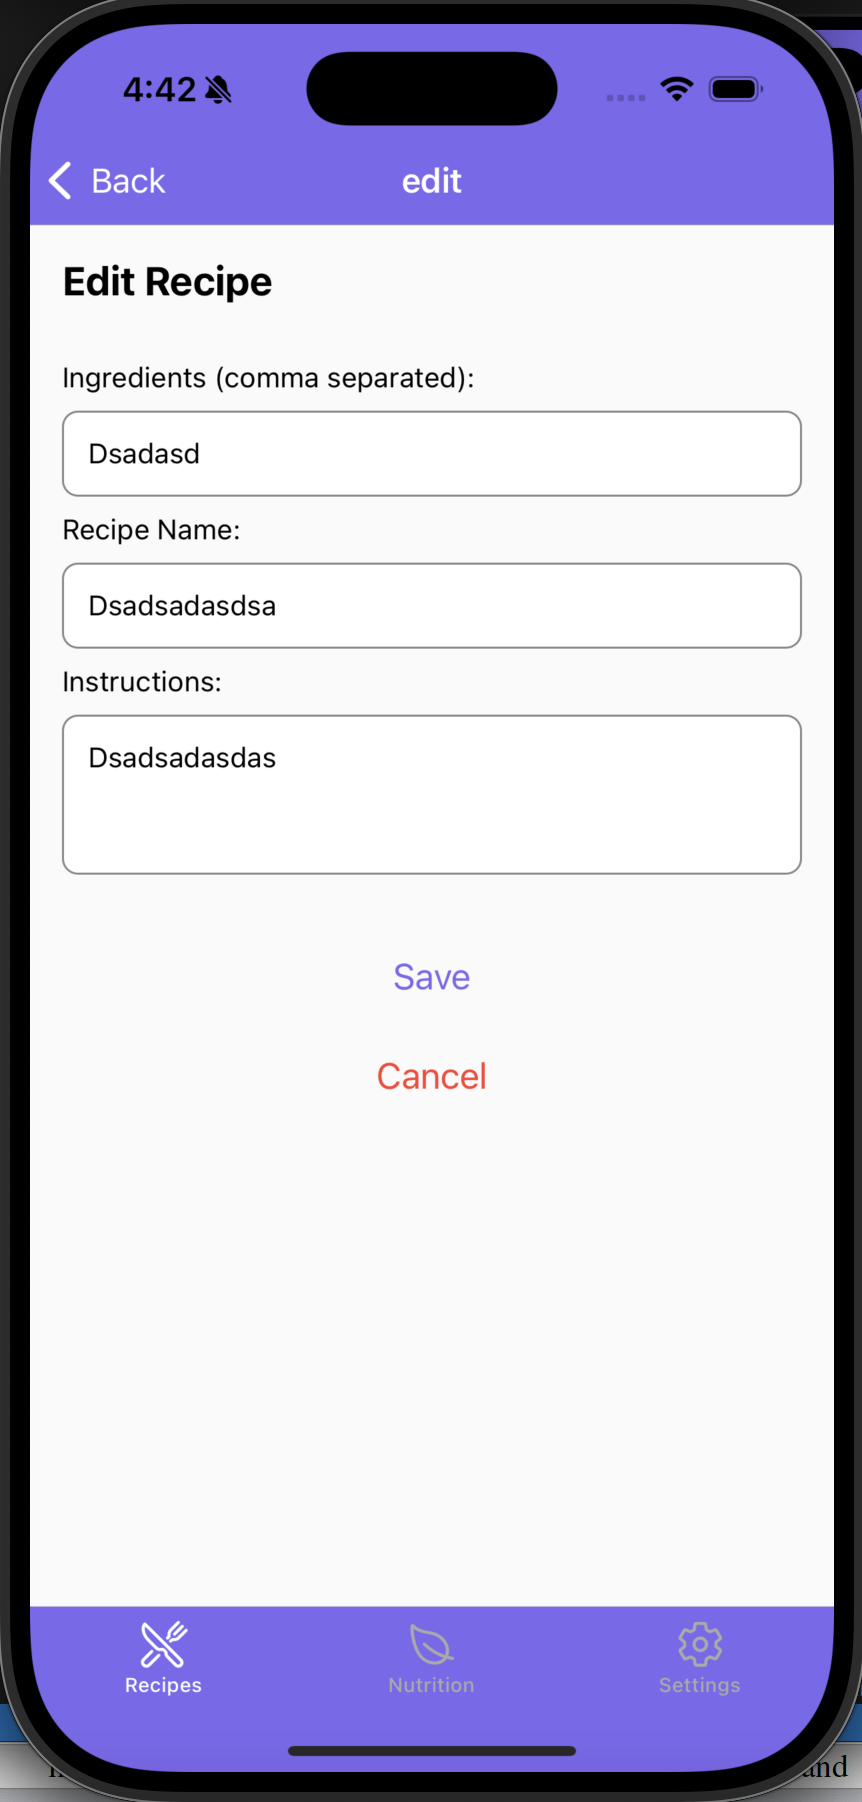 4:42
Back
edit
Edit Recipe
Ingredients (comma separated):
Dsadasd
Recipe Name:
Dsadsadasdsa
Instructions:
Dsadsadasdas
Save
Cancel
Recipes
Nutrition
Settings
and